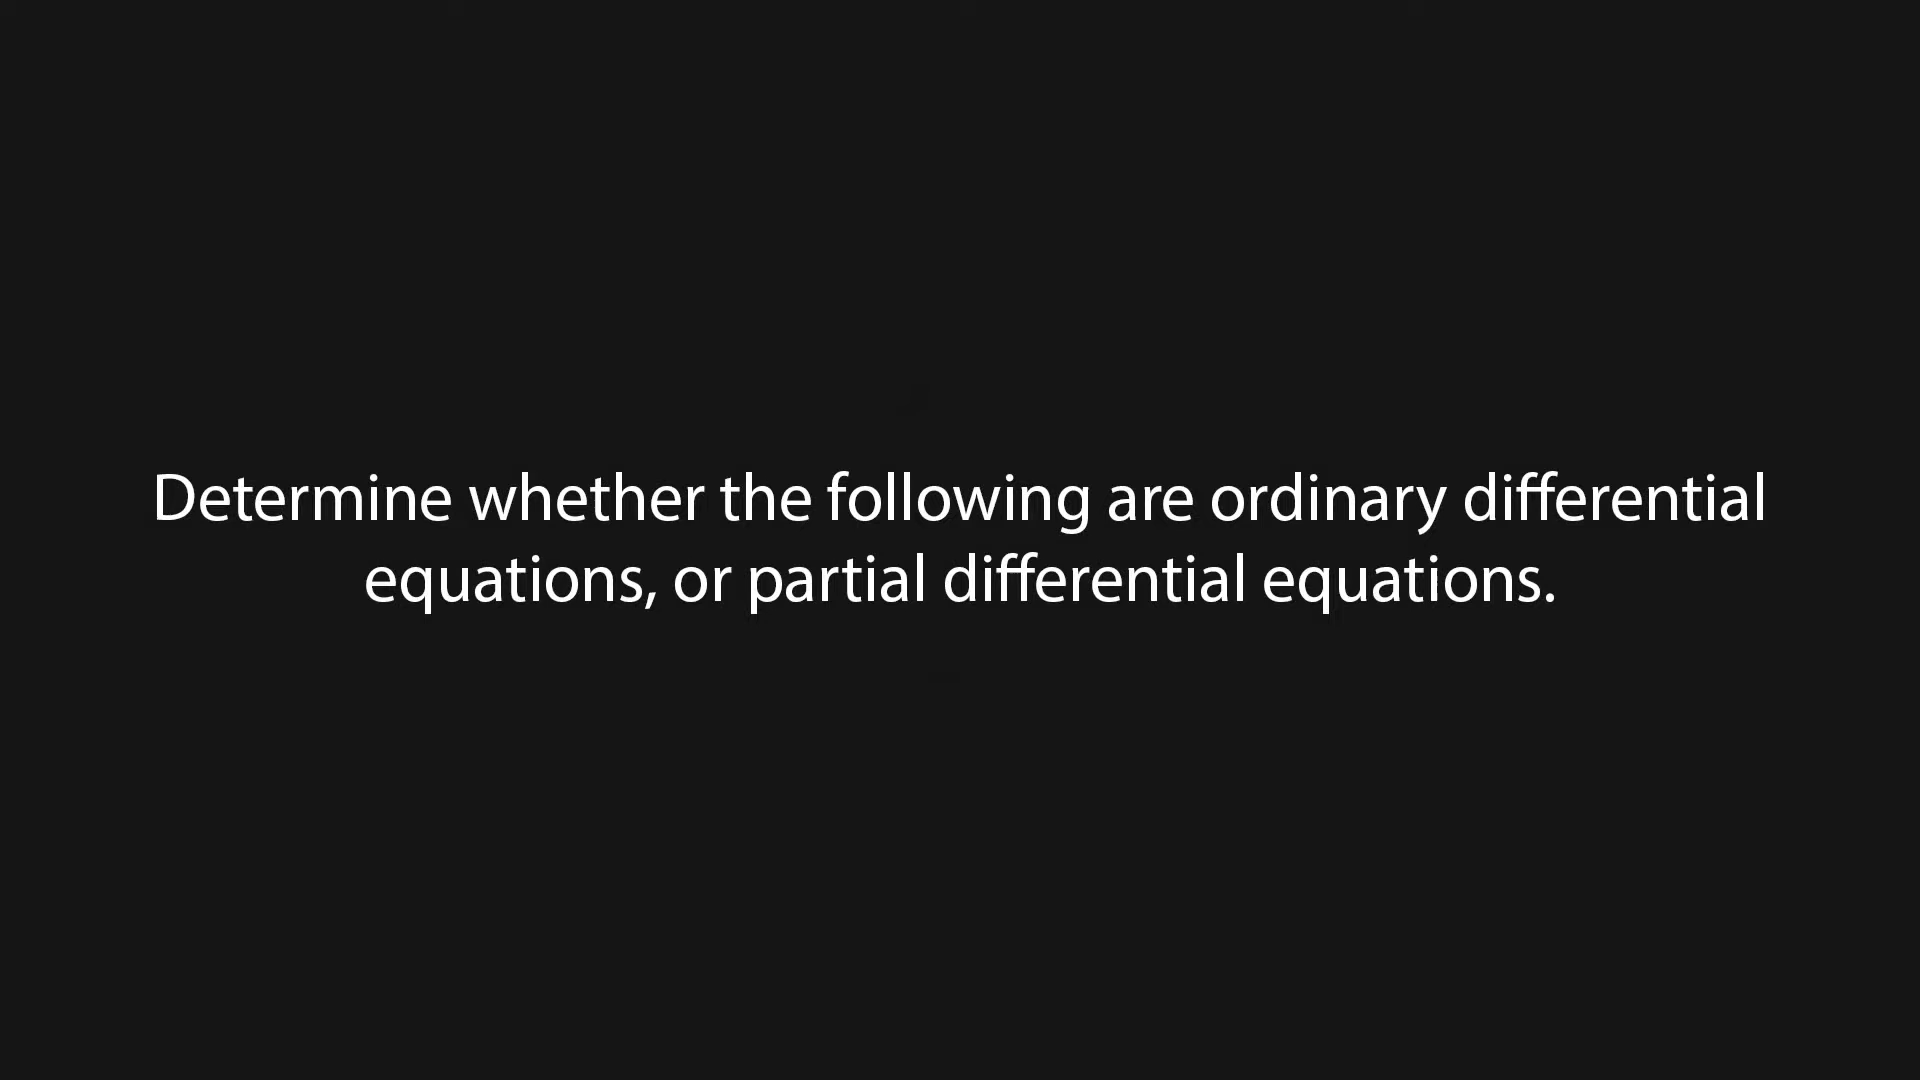 Determine whether the following are ordinary differential
equations, or partial differential equations.